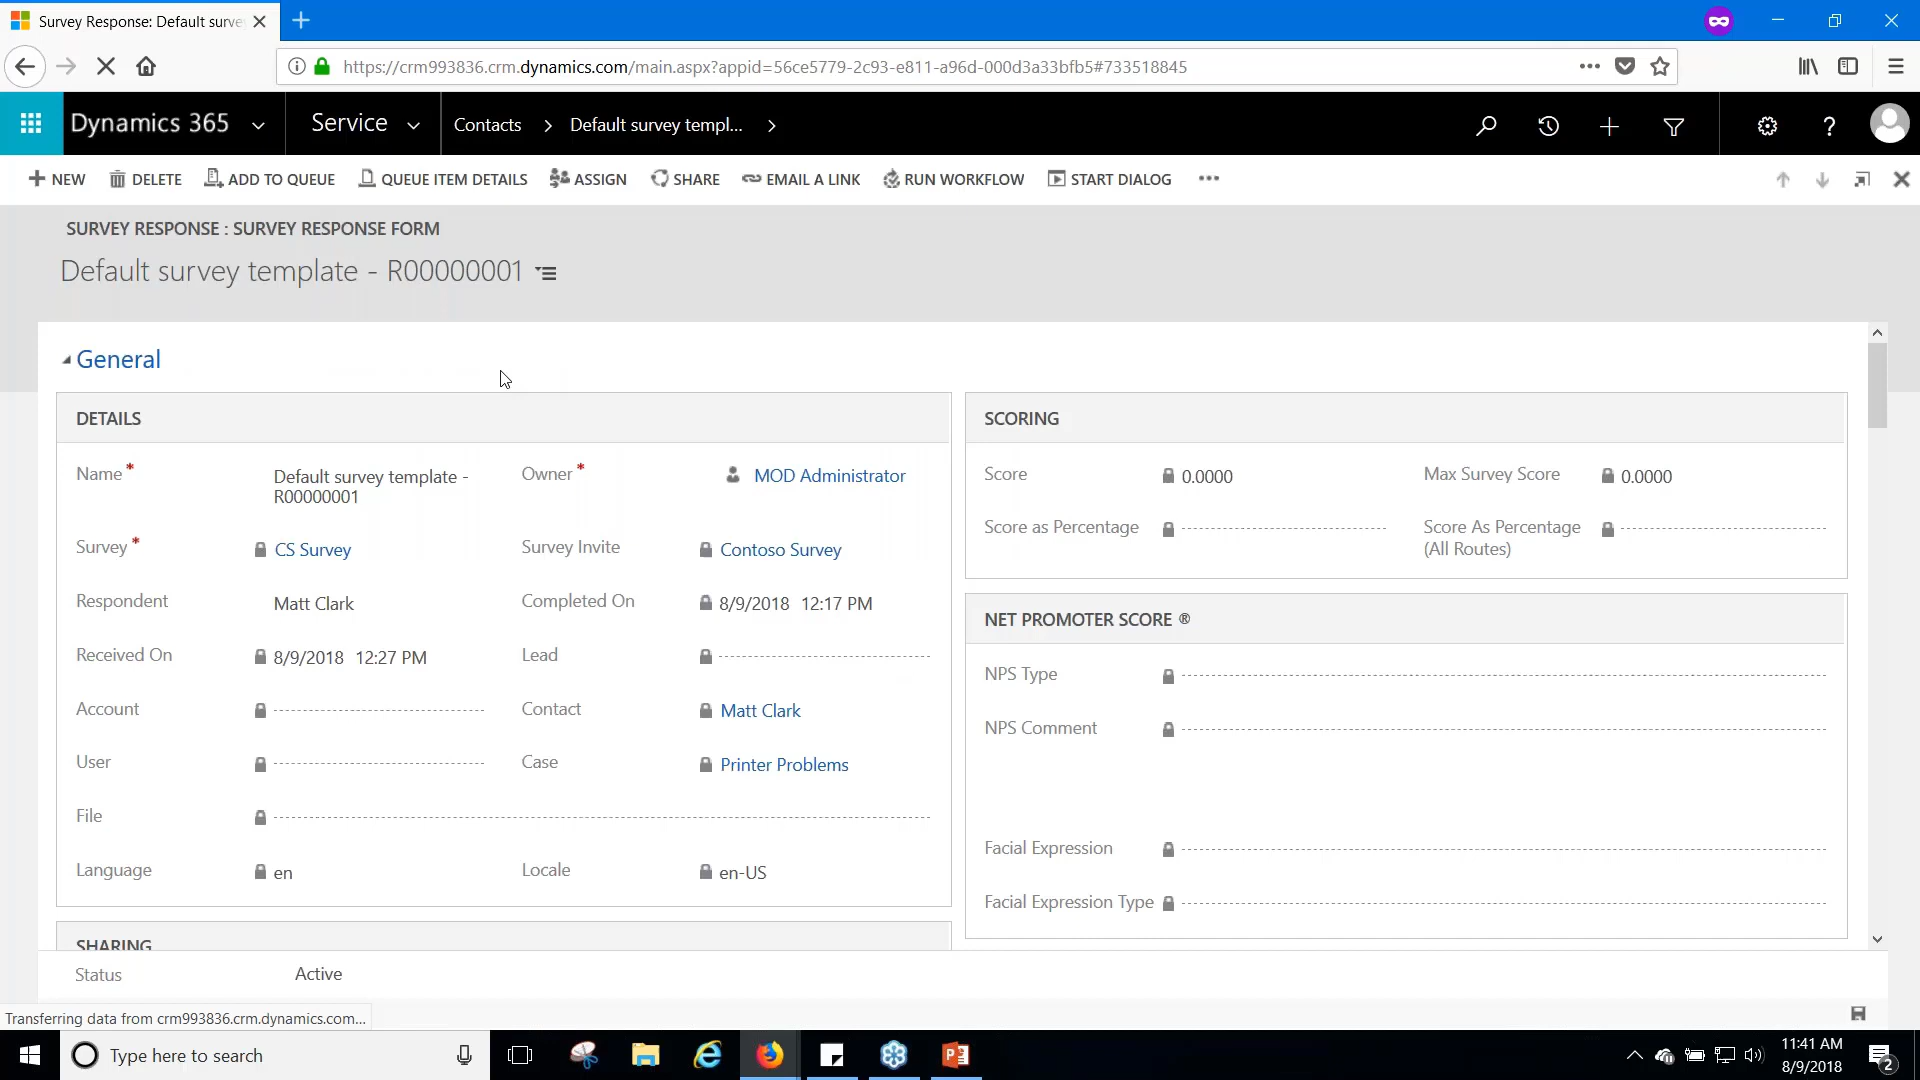 Survey Response: Default surve
https://crm993836.crm.dynamics.com/main.aspx?appid=56ce5779-2c93-e811-a96d-000d3a33bfb5#733518845
Dynamics 365
Service
Contacts
Default survey templ...
NEW
DELETE
ADD TO QUEUE
QUEUE ITEM DETAILS
ASSIGN
SHARE
EMAIL A LINK
RUN WORKFLOW
START DIALOG
SURVEY RESPONSE : SURVEY RESPONSE FORM
Default survey template - R00000001
General
DETAILS
Name*
Default survey template -
R00000001
Owner*
MOD Administrator
Survey*
CS Survey
Survey Invite
Contoso Survey
Respondent
Matt Clark
Completed On
8/9/2018 12:17 PM
Received On
8/9/2018 12:27 PM
Lead
Account
Contact
Matt Clark
User
Case
Printer Problems
File
Language
en
Locale
en-US
SHARING
SCORING
Score
0.0000
Max Survey Score
0.0000
Score as Percentage
Score As Percentage
(All Routes)
NET PROMOTER SCORE ®
NPS Type
NPS Comment
Facial Expression
Facial Expression Type
Status
Active
Transferring data from crm993836.crm.dynamics.com...
Type here to search
11:41 AM
8/9/2018
2